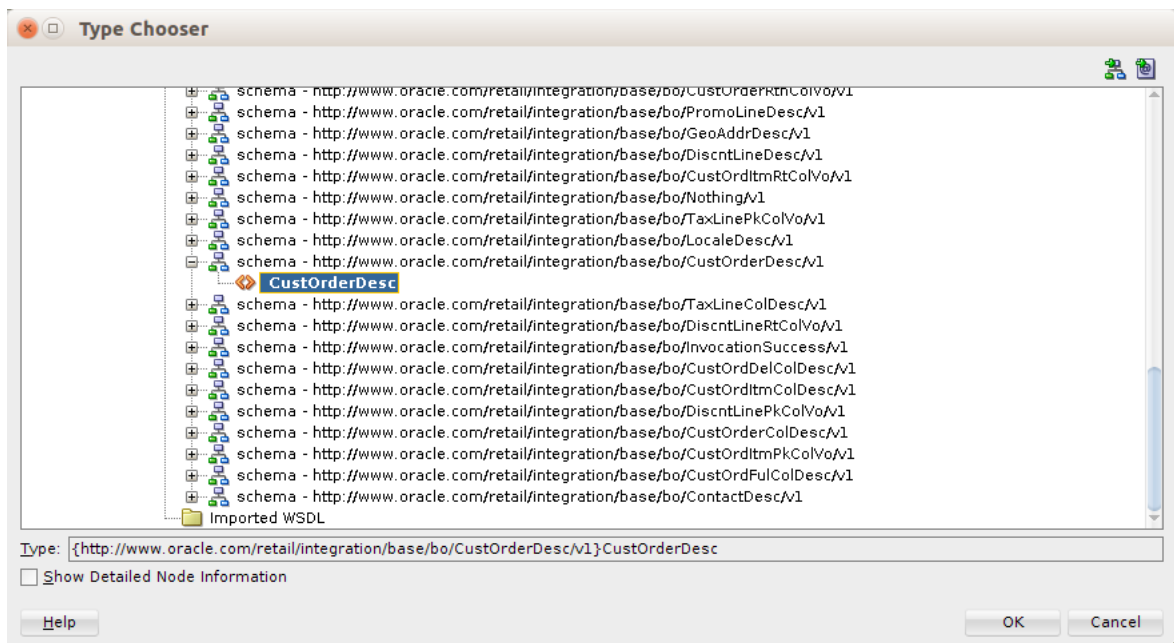 Type Chooser
schema - http://www.oracle.com/retail/integration/base/bo/CustOrderRtnColVo/v1
schema - http://www.oracle.com/retail/integration/base/bo/PromoLineDesc/v1
schema - http://www.oracle.com/retail/integration/base/bo/GeoAddrDesc/v1
schema - http://www.oracle.com/retail/integration/base/bo/DiscntLineDesc/v1
schema - http://www.oracle.com/retail/integration/base/bo/CustOrdItmRtColVo/v1
schema - http://www.oracle.com/retail/integration/base/bo/Nothing/v1
schema - http://www.oracle.com/retail/integration/base/bo/TaxLinePkColVo/v1
schema - http://www.oracle.com/retail/integration/base/bo/LocaleDesc/v1
schema - http://www.oracle.com/retail/integration/base/bo/CustOrderDesc/v1
CustOrderDesc
schema - http://www.oracle.com/retail/integration/base/bo/TaxLineColDesc/v1
schema - http://www.oracle.com/retail/integration/base/bo/DiscntLineRtColVo/v1
schema - http://www.oracle.com/retail/integration/base/bo/InvocationSuccess/v1
schema - http://www.oracle.com/retail/integration/base/bo/CustOrdDelColDesc/v1
schema - http://www.oracle.com/retail/integration/base/bo/CustOrdItmColDesc/v1
schema - http://www.oracle.com/retail/integration/base/bo/DiscntLinePkColVo/v1
schema - http://www.oracle.com/retail/integration/base/bo/CustOrderColDesc/v1
schema - http://www.oracle.com/retail/integration/base/bo/CustOrdItmPkColVo/v1
schema - http://www.oracle.com/retail/integration/base/bo/CustOrdFulColDesc/v1
schema - http://www.oracle.com/retail/integration/base/bo/ContactDesc/v1
Imported WSDL
Type: {http://www.oracle.com/retail/integration/base/bo/CustOrderDesc/v1}CustOrderDesc
Show Detailed Node Information
Help OK Cancel